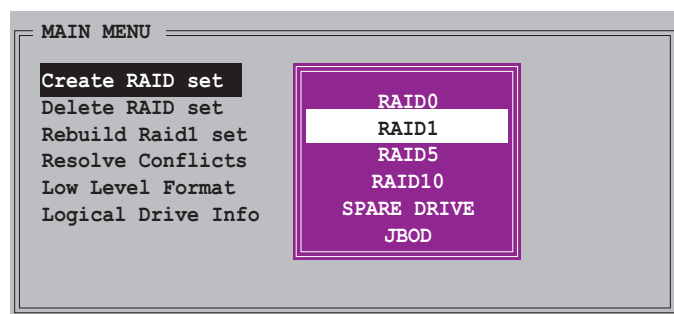 MAIN MENU
Create RAID set
Delete RAID set
Rebuild Raid1 set
Resolve Conflicts
Low Level Format
Logical Drive Info
RAID0
RAID1
RAID5
RAID10
SPARE DRIVE
JBOD